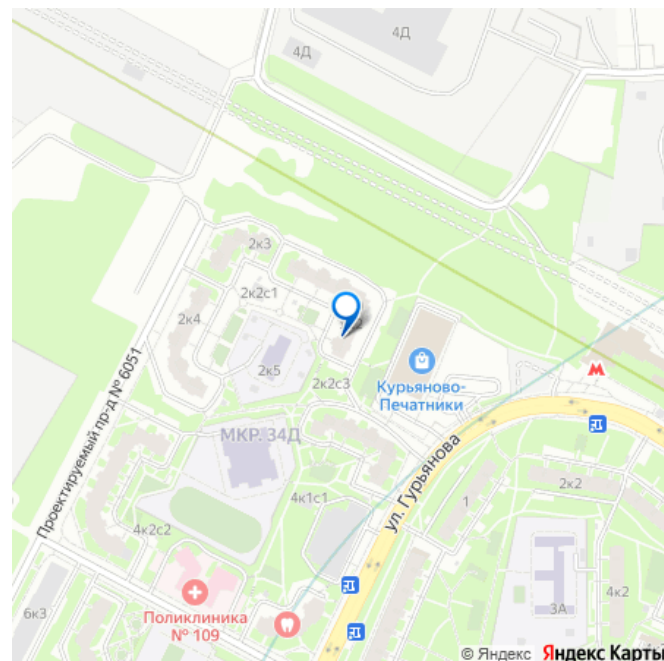 4Д
4Д
2к3
2к2с1
2к4
2к5
2к2с3
Курьяново-
Печатники
Проектируемый пр-д № 6051
МКР. 34Д
ул. Гурьянова
2к2
1
4к1с1
4к2с2
Поликлиника
№ 109
3А
4к2
6к3
© Яндекс Яндекс Карты